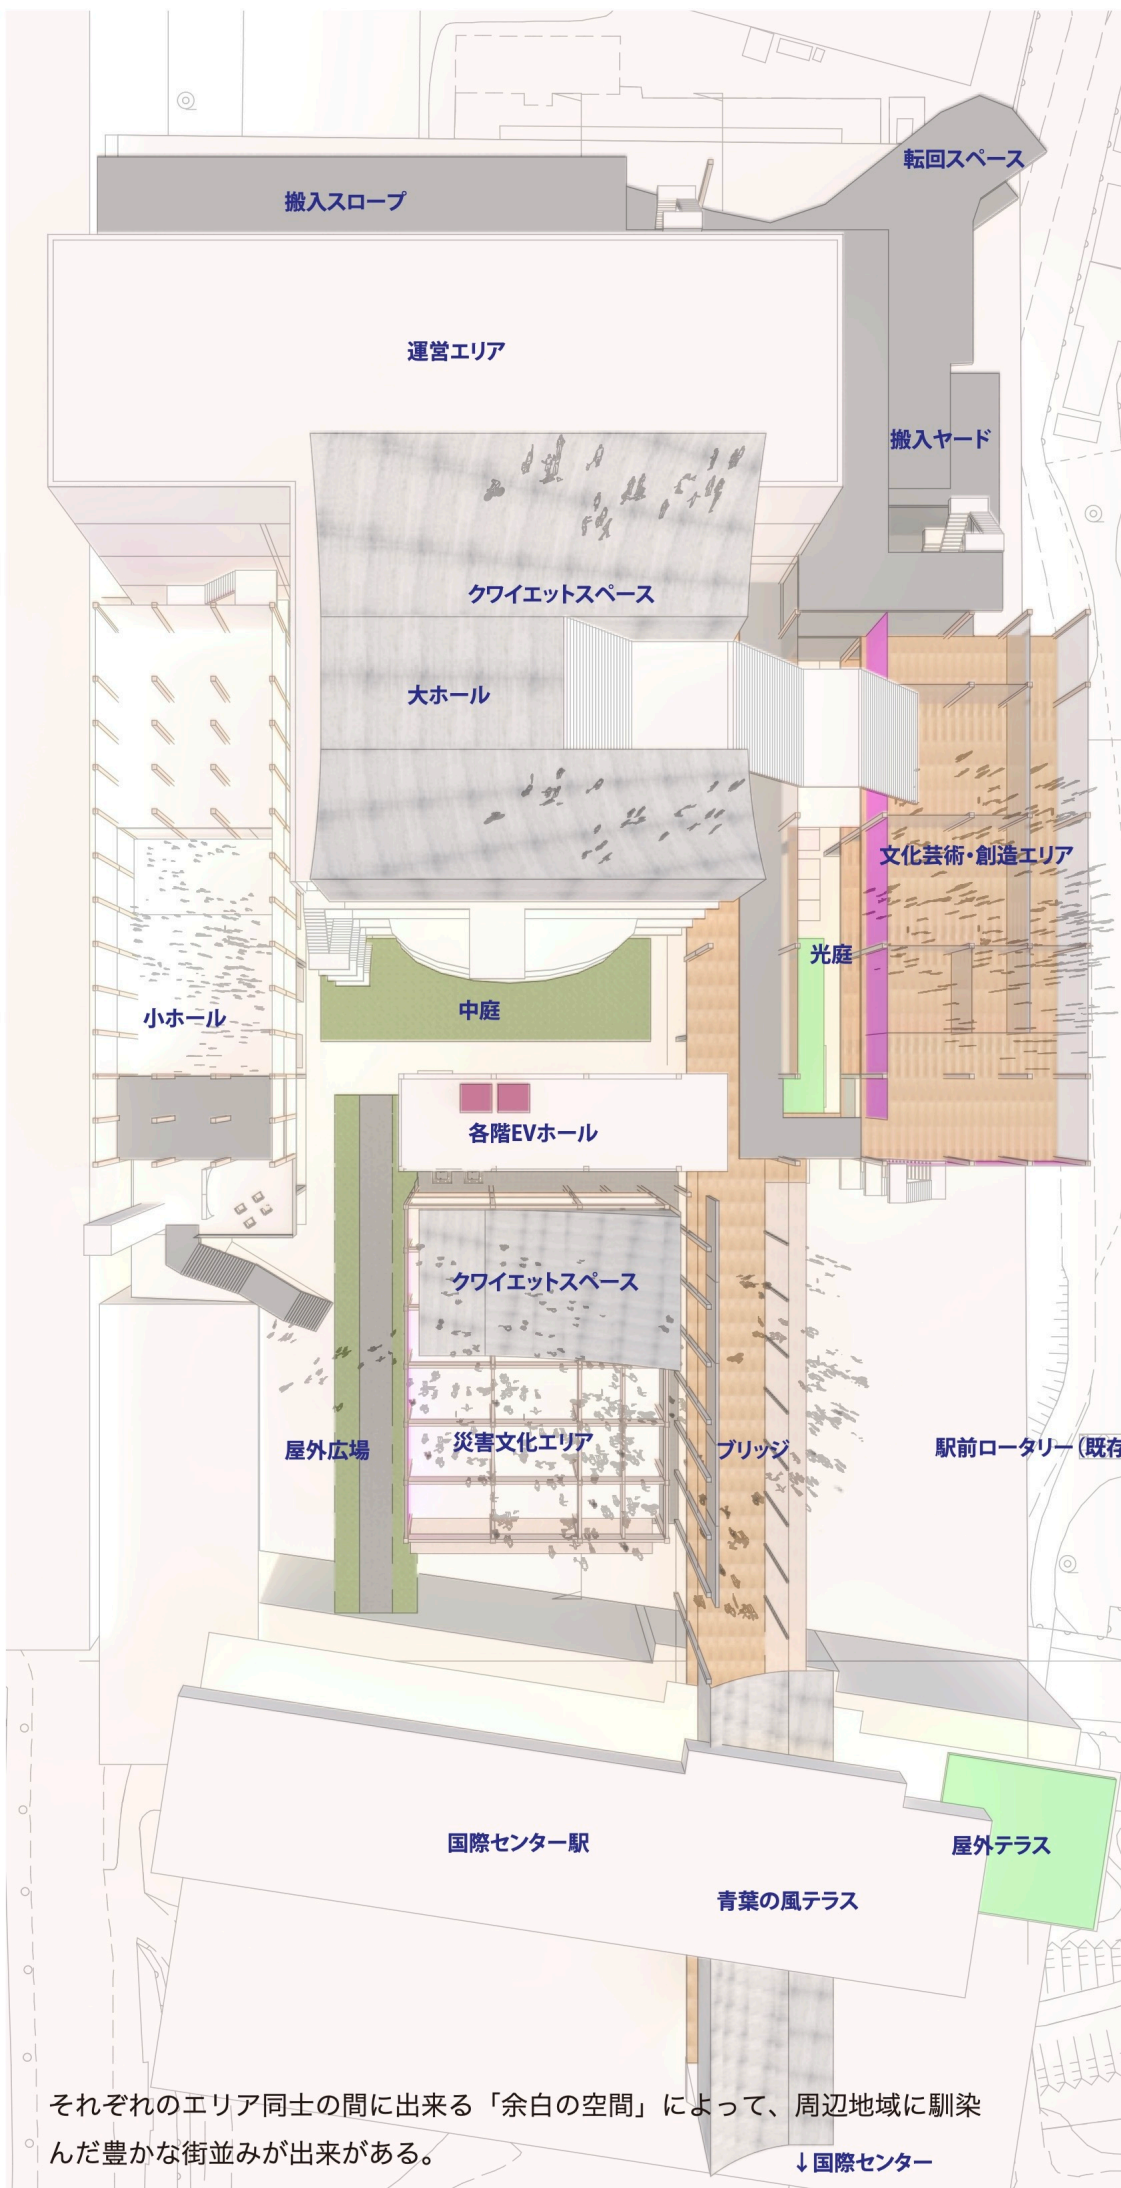 転回スペース
搬入スロープ
運営エリア
搬入ヤード
クワイエットスペース
大ホール
文化芸術・創造エリア
光庭
中庭
小ホール
各階EVホール
クワイエットスペース
屋外広場
災害文化エリア
ブリッジ
駅前ロータリー（既存
国際センター駅
屋外テラス
青葉の風テラス
それぞれのエリア同士の間に出来る「余白の空間」によって、周辺地域に馴染
んだ豊かな街並みが出来がある。
↓国際センター